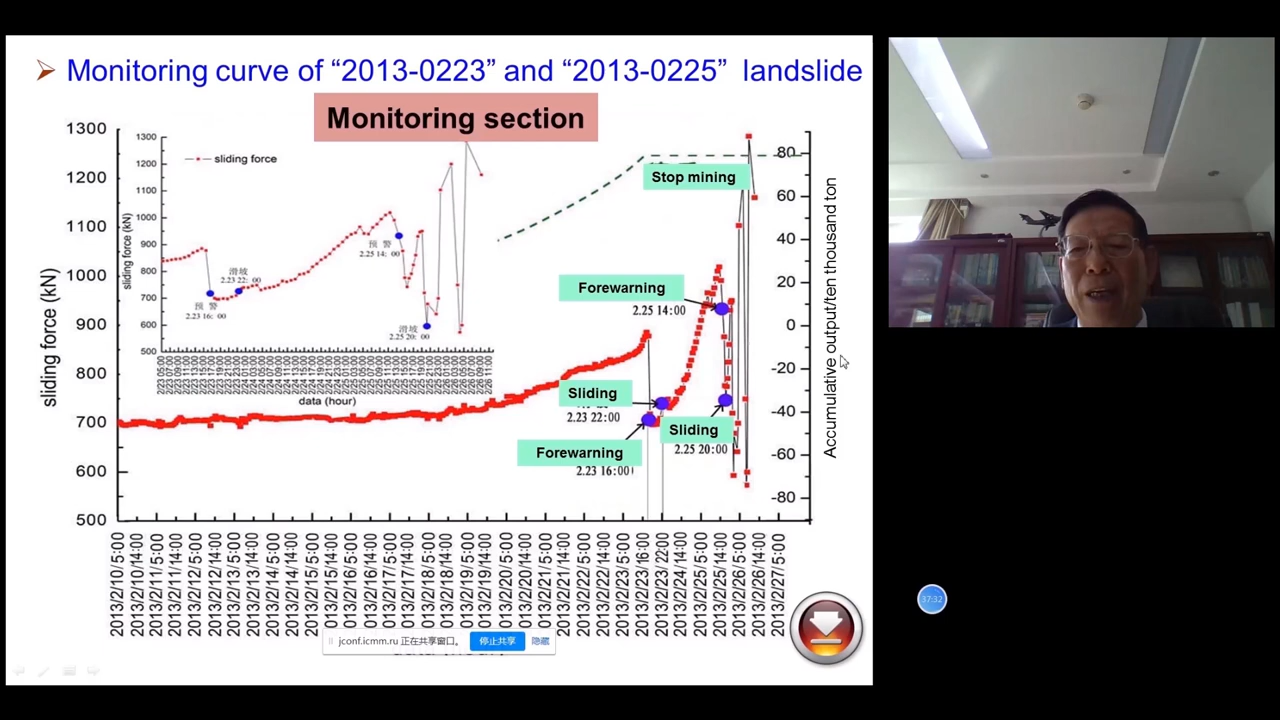 Monitoring curve of “2013-0223” and “2013-0225” landslide
Monitoring section
sliding force (kN)
1300
1200
1100
1000
900
800
700
600
500
1300
1200
1100
1000
900
800
700
600
500
sliding force (kN)
sliding force
预 警
2.23 16: 00
滑坡
2.23 22: 00
预 警
2.25 14: 00
滑坡
2.25 20: 00
data (hour)
Stop mining
Forewarning
2.25 14:00
Sliding
2.23 22:00
Forewarning
2.23 16:00
Sliding
2.25 20:00
80
60
40
20
0
-20
-40
-60
-80
Accumulative output/ten thousand ton
2013/2/10/5:00
2013/2/10/14:00
2013/2/11/5:00
2013/2/11/14:00
2013/2/12/5:00
2013/2/12/14:00
2013/2/13/5:00
2013/2/13/14:00
2013/2/14/5:00
2013/2/14/14:00
2013/2/15/5:00
2013/2/15/14:00
2013/2/16/5:00
2013/2/16/14:00
2013/2/17/5:00
2013/2/17/14:00
2013/2/18/5:00
2013/2/18/14:00
2013/2/19/5:00
2013/2/19/14:00
2013/2/20/5:00
2013/2/20/14:00
2013/2/21/5:00
2013/2/21/14:00
2013/2/22/5:00
2013/2/22/14:00
2013/2/23/5:00
2013/2/23 16:00
2013/2/23 22:00
2013/2/24/14:00
2013/2/25/5:00
2013/2/25/14:00
2013/2/26/5:00
2013/2/26/14:00
2013/2/27/5:00
jconf.icmm.ru 正在共享窗口。
停止共享
隐藏
37:32